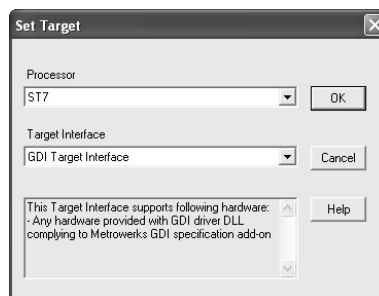 Set Target
Processor
ST7
OK
Target Interface
GDI Target Interface
Cancel
This Target Interface supports following hardware:
- Any hardware provided with GDI driver DLL
complying to Metrowerks GDI specification add-on
Help